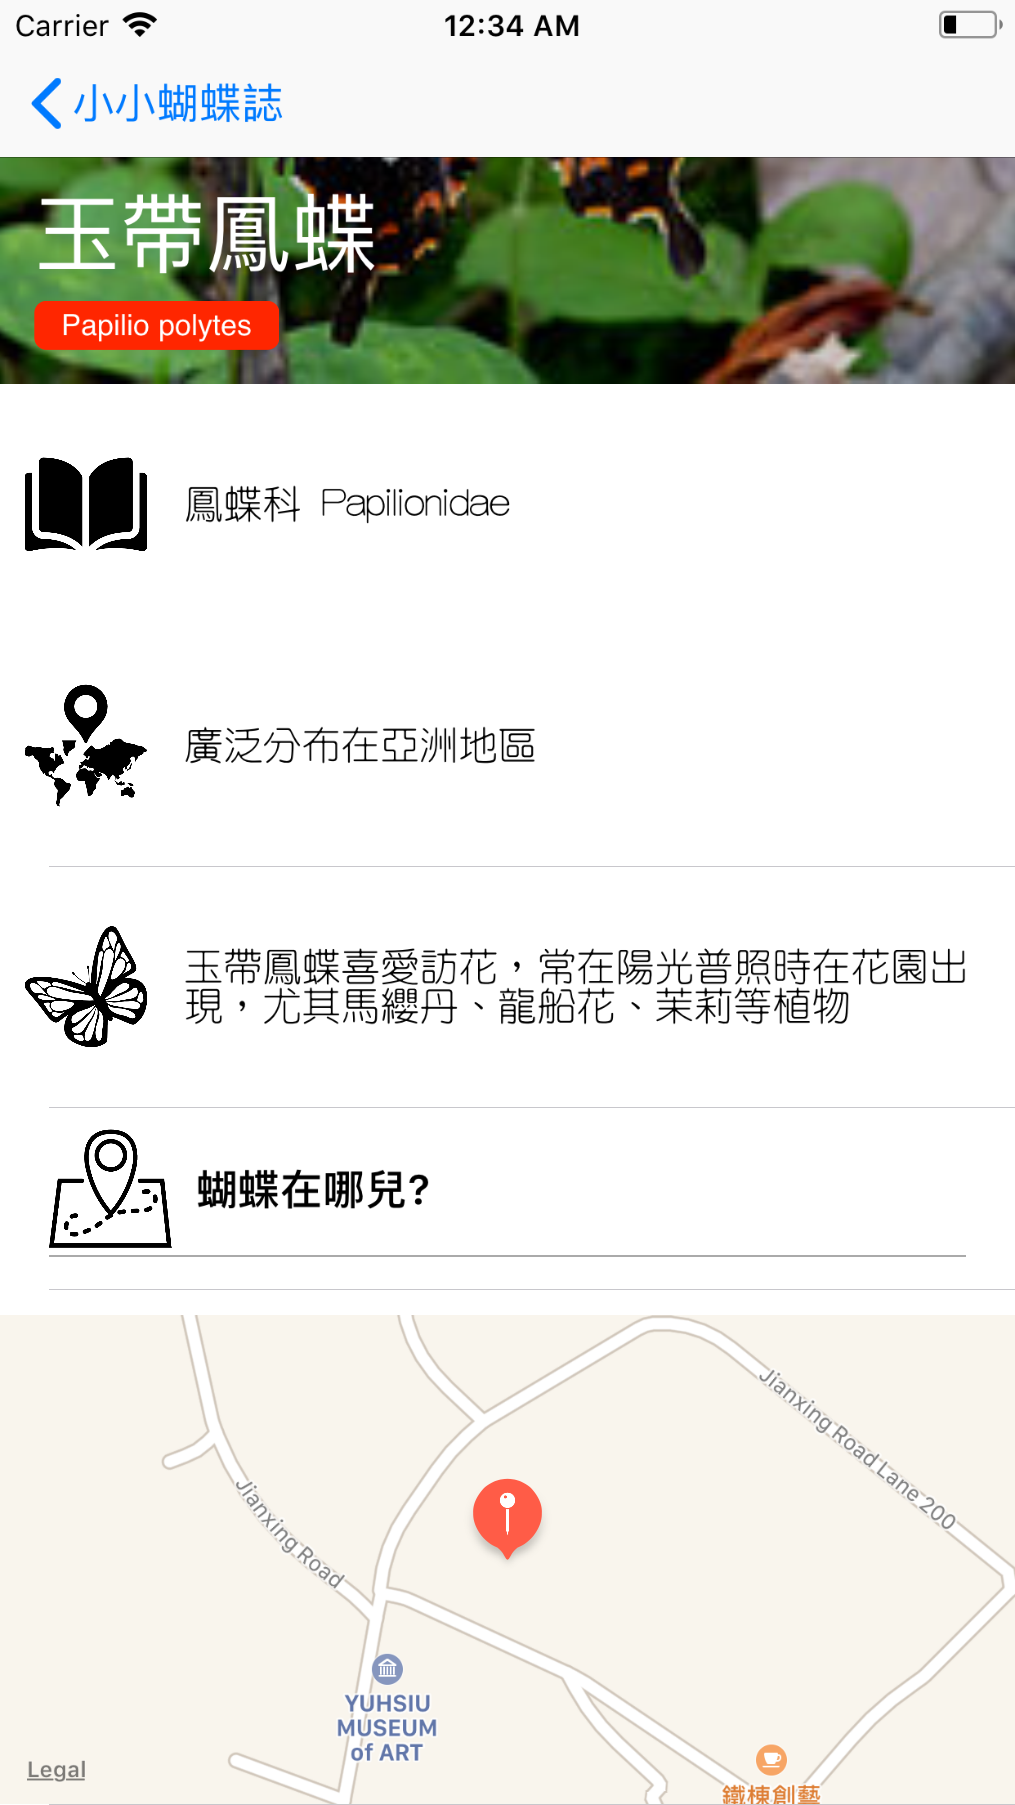 Carrier 12:34 AM
小小蝴蝶誌
玉帶鳳蝶
Papilio polytes
鳳蝶科 Papilionidae
廣泛分布在亞洲地區
玉帶鳳蝶喜愛訪花，常在陽光普照時在花園出
現，尤其馬纓丹、龍船花、茉莉等植物
蝴蝶在哪兒?
Jianxing Road Lane 200
Jianxing Road
YUHSIU
MUSEUM
of ART
Legal
鐵棟創藝